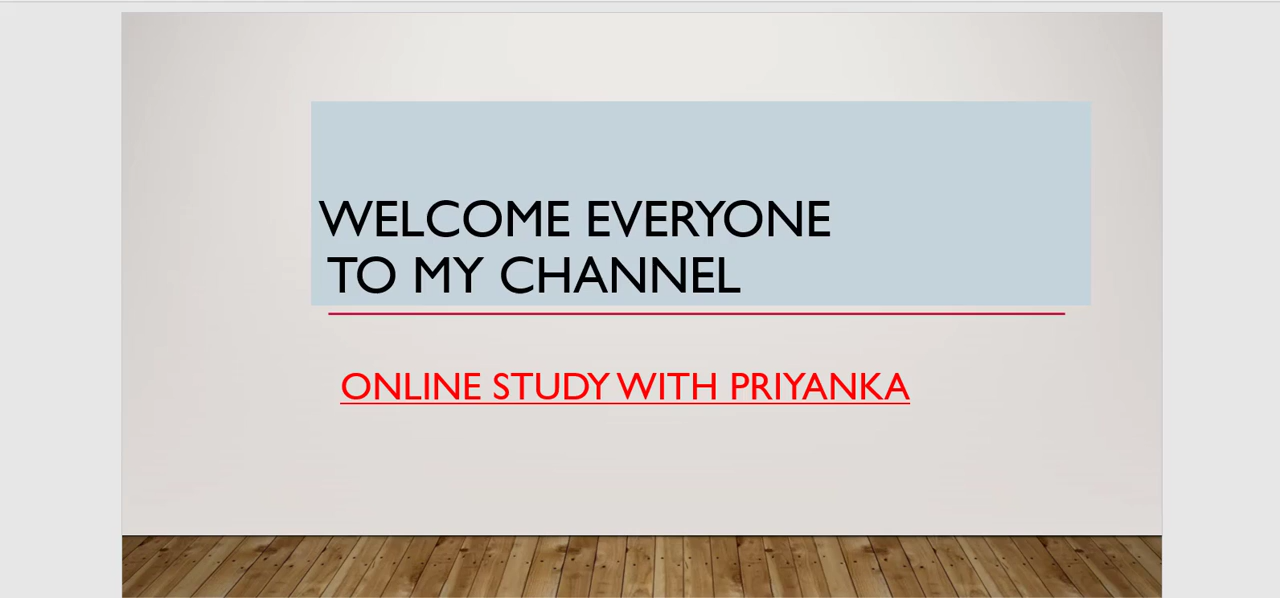 WELCOME EVERYONE
TO MY CHANNEL
ONLINE STUDY WITH PRIYANKA